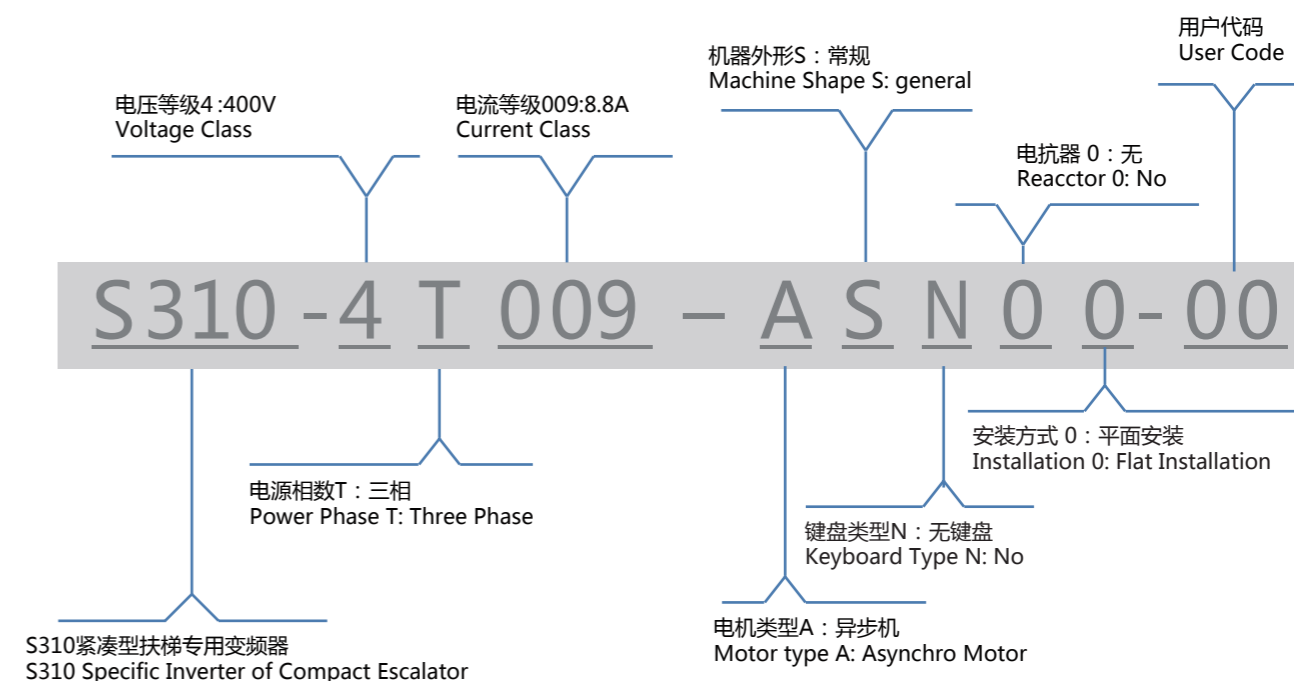 用户代码
User Code
机器外形S：常规
Machine Shape S: general
电压等级4 :400V
Voltage Class
电流等级009:8.8A
Current Class
电抗器 0：无
Reacctor 0: No
S310-4T009 – ASN00-00
安装方式 0：平面安装
Installation 0: Flat Installation
电源相数T：三相
Power Phase T: Three Phase
键盘类型N：无键盘
Keyboard Type N: No
电机类型A：异步机
Motor type A: Asynchro Motor
S310紧凑型扶梯专用变频器
S310 Specific Inverter of Compact Escalator